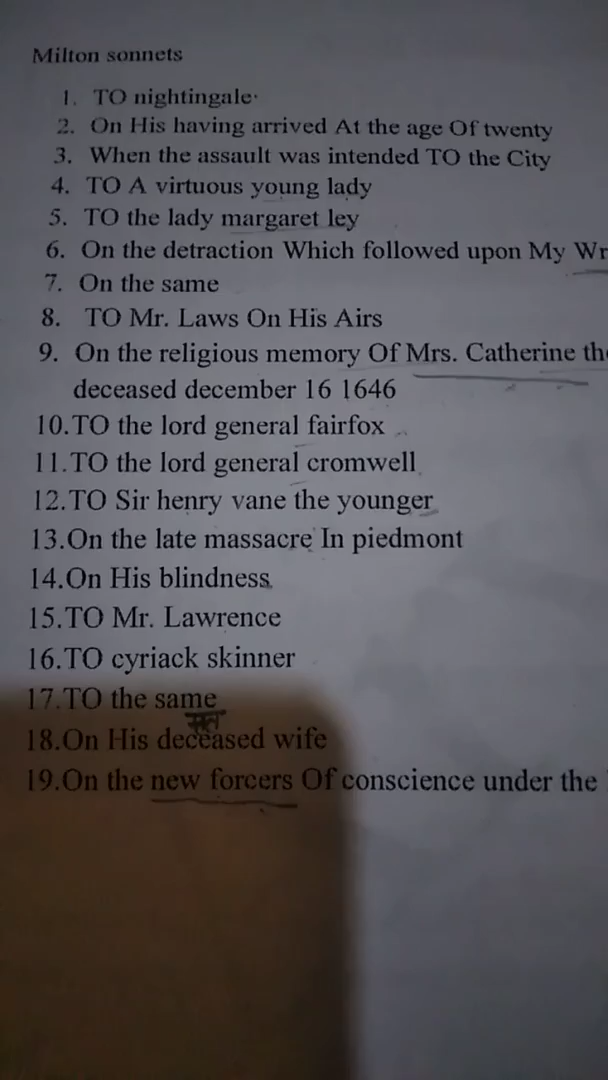 Milton sonnets
1. TO nightingale
2. On His having arrived At the age Of twenty
3. When the assault was intended TO the City
4. TO A virtuous young lady
5. TO the lady margaret ley
6. On the detraction Which followed upon My Wr
7. On the same
8. TO Mr. Laws On His Airs
9. On the religious memory Of Mrs. Catherine th
deceased december 16 1646
10.TO the lord general fairfox
11.TO the lord general cromwell
12.TO Sir henry vane the younger
13.On the late massacre In piedmont
14.On His blindness
15.TO Mr. Lawrence
16.TO cyriack skinner
17.TO the same
मृत
18.On His deceased wife
19.On the new forcers Of conscience under the